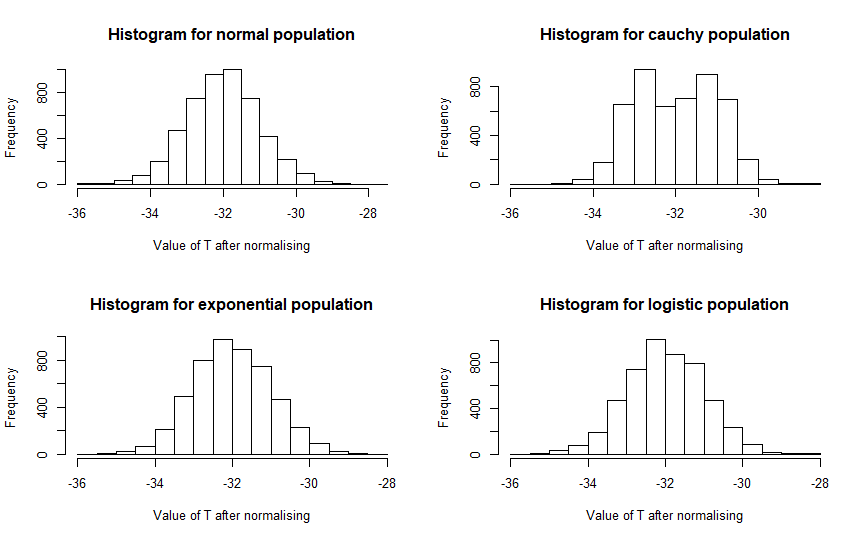 Histogram for normal population
Frequency
0 400 800
-36 -34 -32 -30 -28
Value of T after normalising
Histogram for cauchy population
Frequency
0 400 800
-36 -34 -32 -30
Value of T after normalising
Histogram for exponential population
Frequency
0 400 800
-36 -34 -32 -30 -28
Value of T after normalising
Histogram for logistic population
Frequency
0 400 800
-36 -34 -32 -30 -28
Value of T after normalising